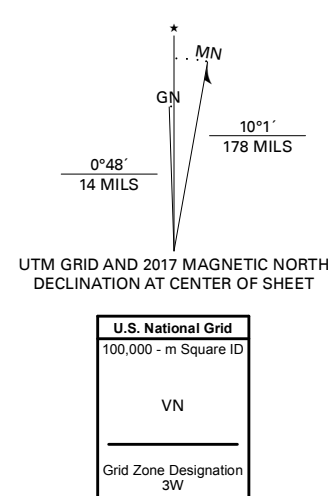 ★
MN
GN
10°1´
178 MILS
0°48´
14 MILS
UTM GRID AND 2017 MAGNETIC NORTH
DECLINATION AT CENTER OF SHEET
U.S. National Grid
100,000 - m Square ID
VN
Grid Zone Designation
3W